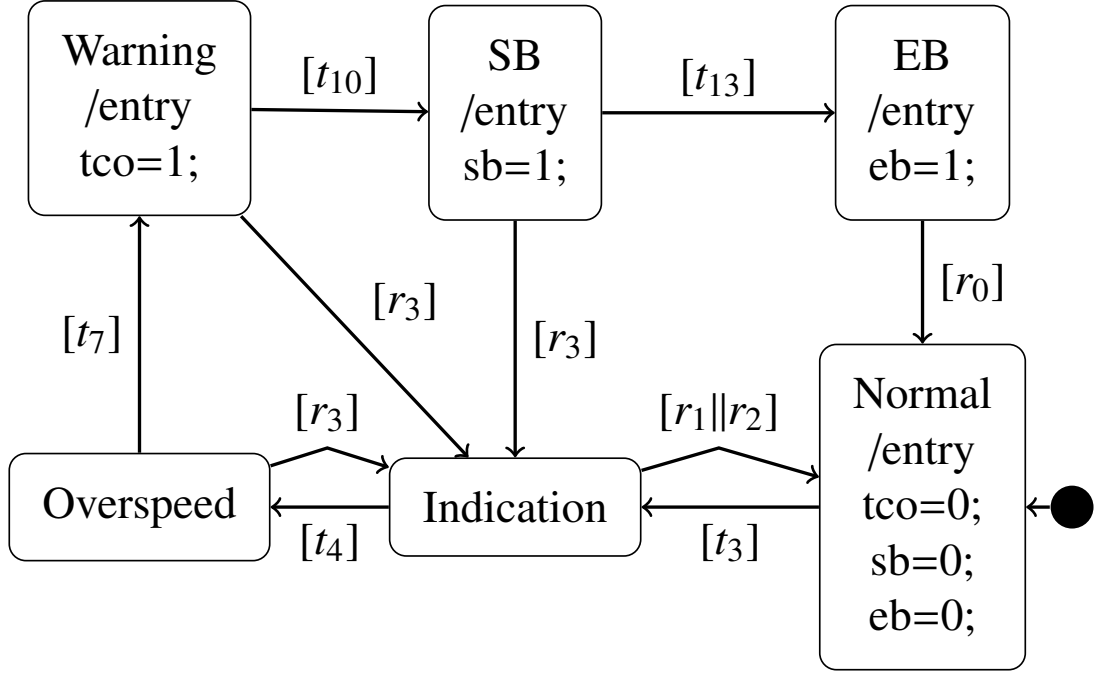 Warning
/entry
tco=1;
[t₁₀]
SB
/entry
sb=1;
[t₁₃]
EB
/entry
eb=1;
[t₇]
[r₃]
[r₃]
[r₀]
Overspeed
[r₃]
[t₄]
Indication
[r₁||r₂]
[t₃]
Normal
/entry
tco=0;
sb=0;
eb=0;